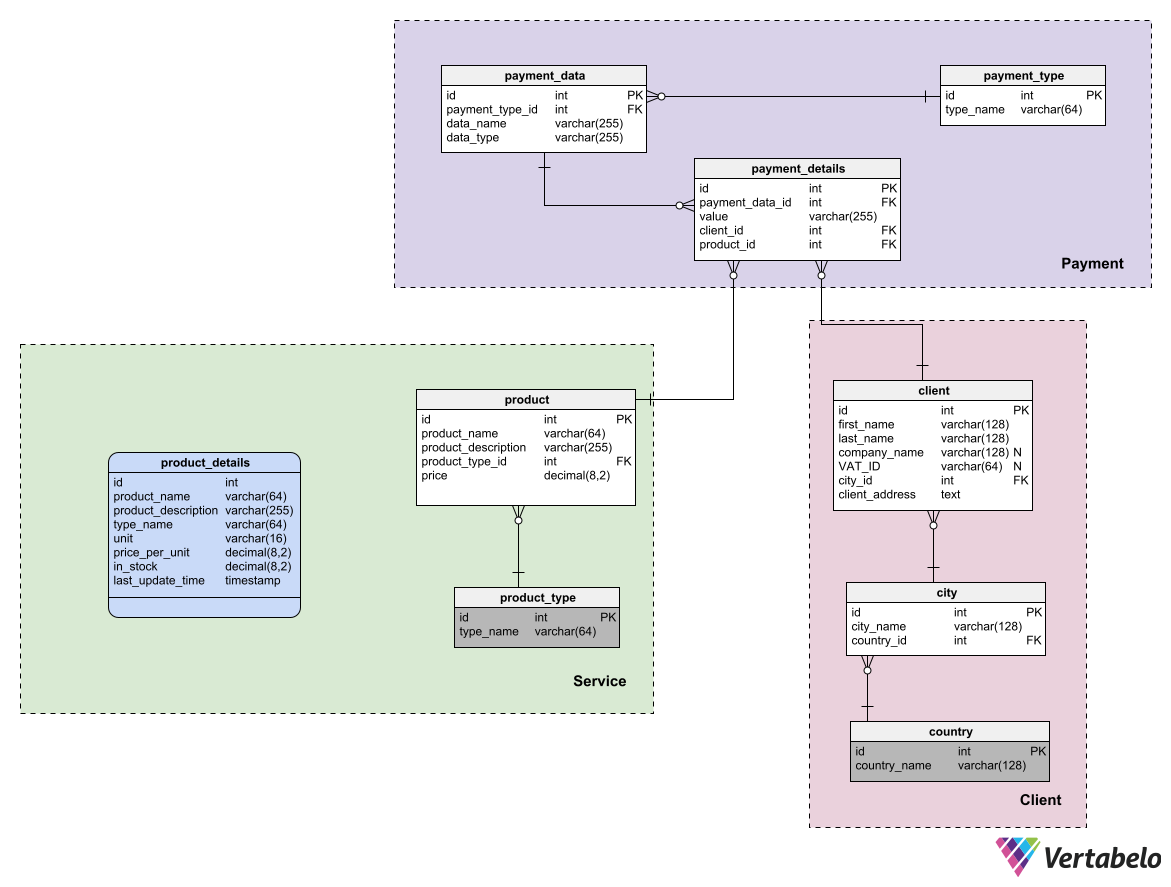 payment_data
id int PK
payment_type_id int FK
data_name varchar(255)
data_type varchar(255)
payment_type
id int PK
type_name varchar(64)
payment_details
id int PK
payment_data_id int FK
value varchar(255)
client_id int FK
product_id int FK
Payment
product
id int PK
product_name varchar(64)
product_description varchar(255)
product_type_id int FK
price decimal(8,2)
product_details
id int
product_name varchar(64)
product_description varchar(255)
type_name varchar(64)
unit varchar(16)
price_per_unit decimal(8,2)
in_stock decimal(8,2)
last_update_time timestamp
product_type
id int PK
type_name varchar(64)
Service
client
id int PK
first_name varchar(128)
last_name varchar(128)
company_name varchar(128) N
VAT_ID varchar(64) N
city_id int FK
client_address text
city
id int PK
city_name varchar(128)
country_id int FK
country
id int PK
country_name varchar(128)
Client
Vertabelo